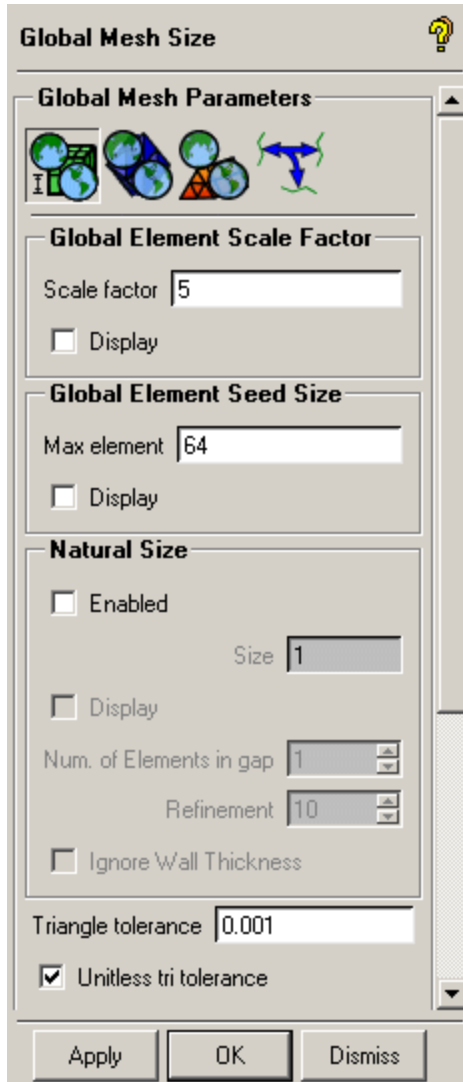 Global Mesh Size
Global Mesh Parameters
Global Element Scale Factor
Scale factor 5
Display
Global Element Seed Size
Max element 64
Display
Natural Size
Enabled
Size 1
Display
Num. of Elements in gap 1
Refinement 10
Ignore Wall Thickness
Triangle tolerance 0.001
Unitless tri tolerance
Apply OK Dismiss